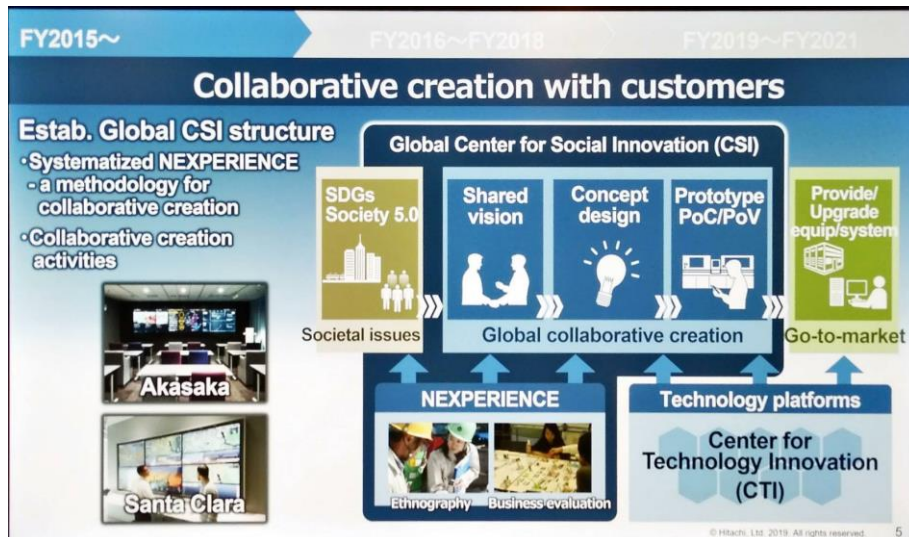 FY2015～
FY2016～FY2018
FY2019～FY2021
Collaborative creation with customers
Estab. Global CSI structure
・Systematized NEXPERIENCE
- a methodology for
collaborative creation
・Collaborative creation
activities
Akasaka
Santa Clara
Global Center for Social Innovation (CSI)
SDGs
Society 5.0
Shared
vision
Concept
design
Prototype
PoC/PoV
Provide/
Upgrade
equip/system
Societal issues
Global collaborative creation
Go-to-market
NEXPERIENCE
Ethnography
Business evaluation
Technology platforms
Center for
Technology Innovation
(CTI)
© Hitachi, Ltd. 2019. All rights reserved.
5